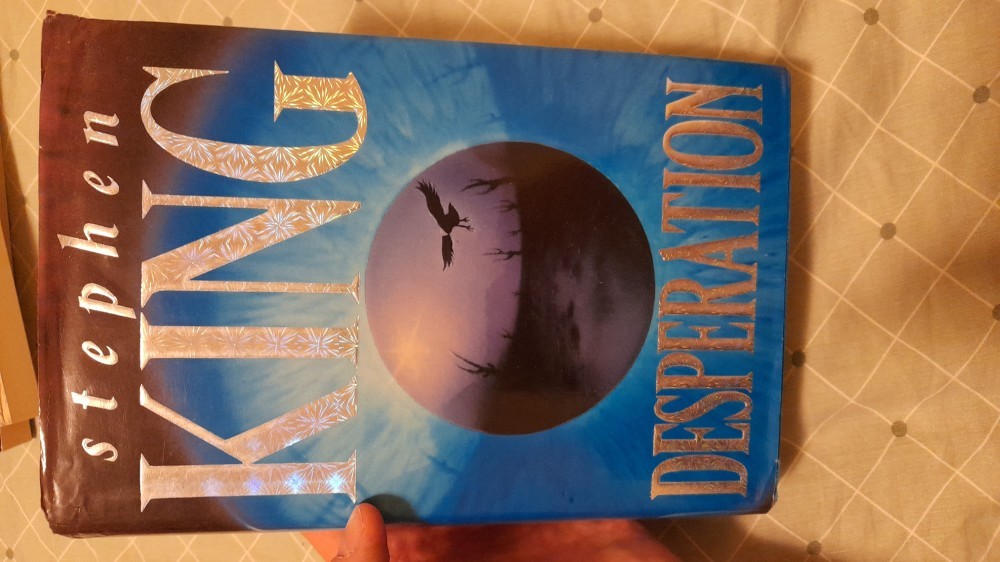 stephen
KING
DESPERATION